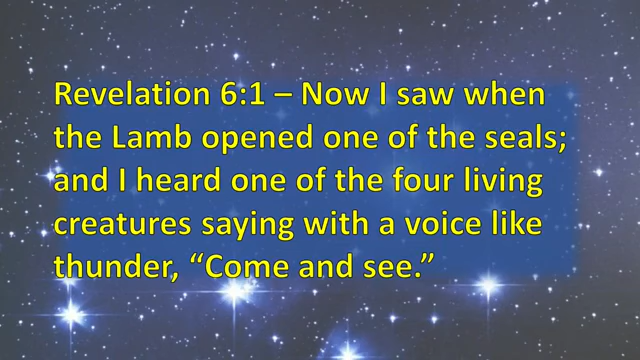 Revelation 6:1 – Now I saw when
the Lamb opened one of the seals;
and I heard one of the four living
creatures saying with a voice like
thunder, “Come and see.”